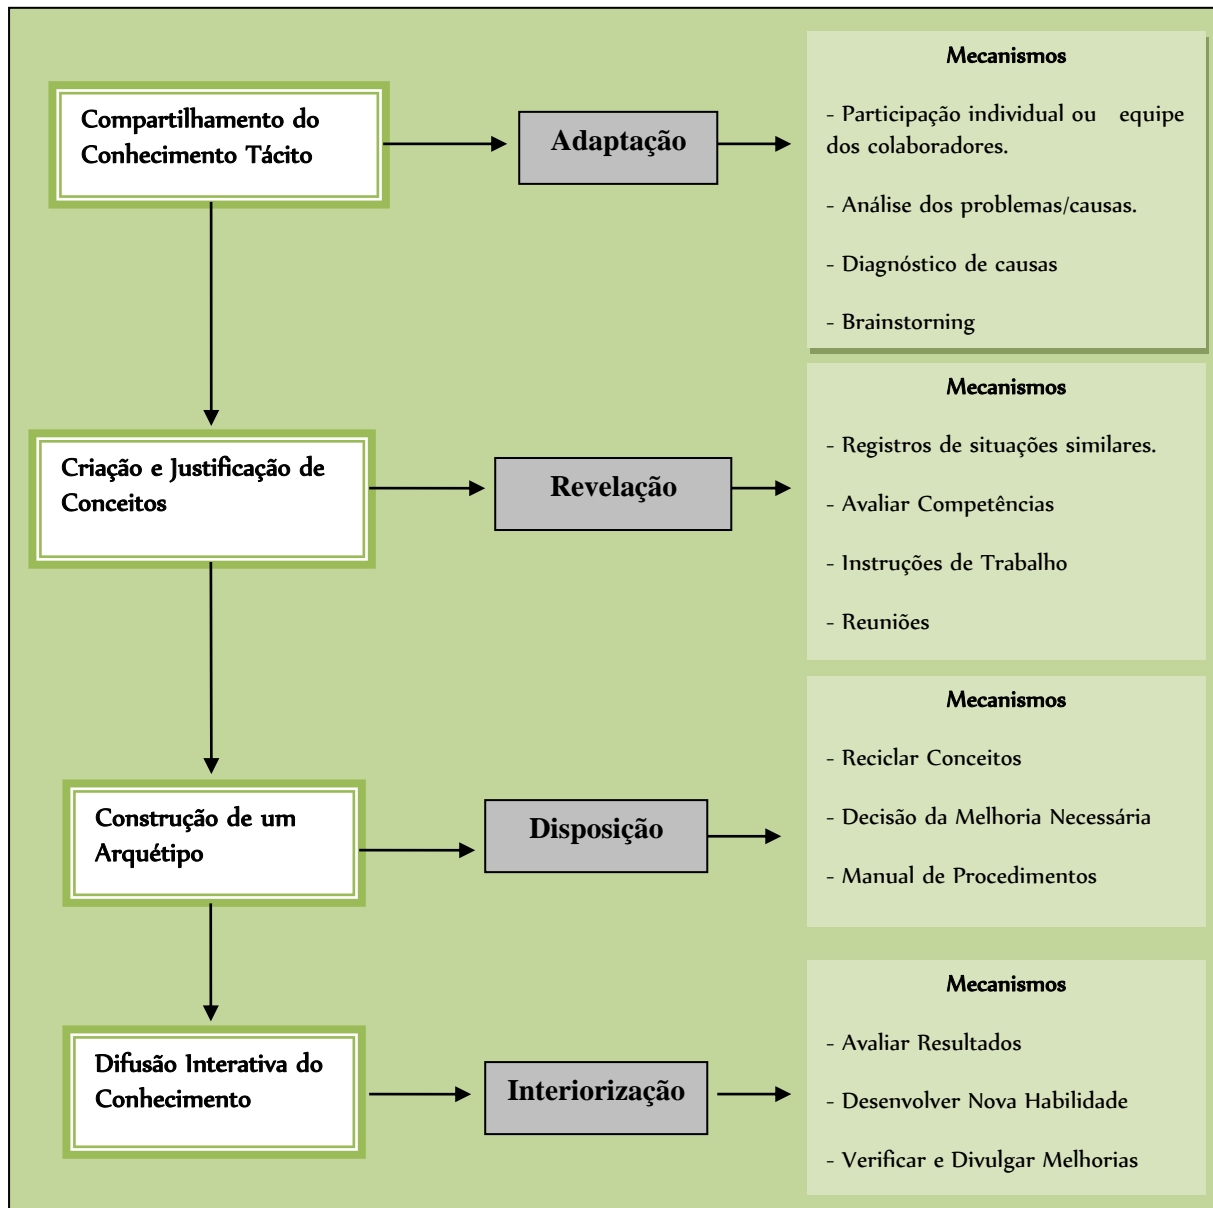 Compartilhamento do
Conhecimento Tácito
Adaptação
Mecanismos
- Participação individual ou equipe
dos colaboradores.
- Análise dos problemas/causas.
- Diagnóstico de causas
- Brainstorning
Criação e Justificação de
Conceitos
Revelação
Mecanismos
- Registros de situações similares.
- Avaliar Competências
- Instruções de Trabalho
- Reuniões
Construção de um
Arquétipo
Disposição
Mecanismos
- Reciclar Conceitos
- Decisão da Melhoria Necessária
- Manual de Procedimentos
Difusão Interativa do
Conhecimento
Interiorização
Mecanismos
- Avaliar Resultados
- Desenvolver Nova Habilidade
- Verificar e Divulgar Melhorias